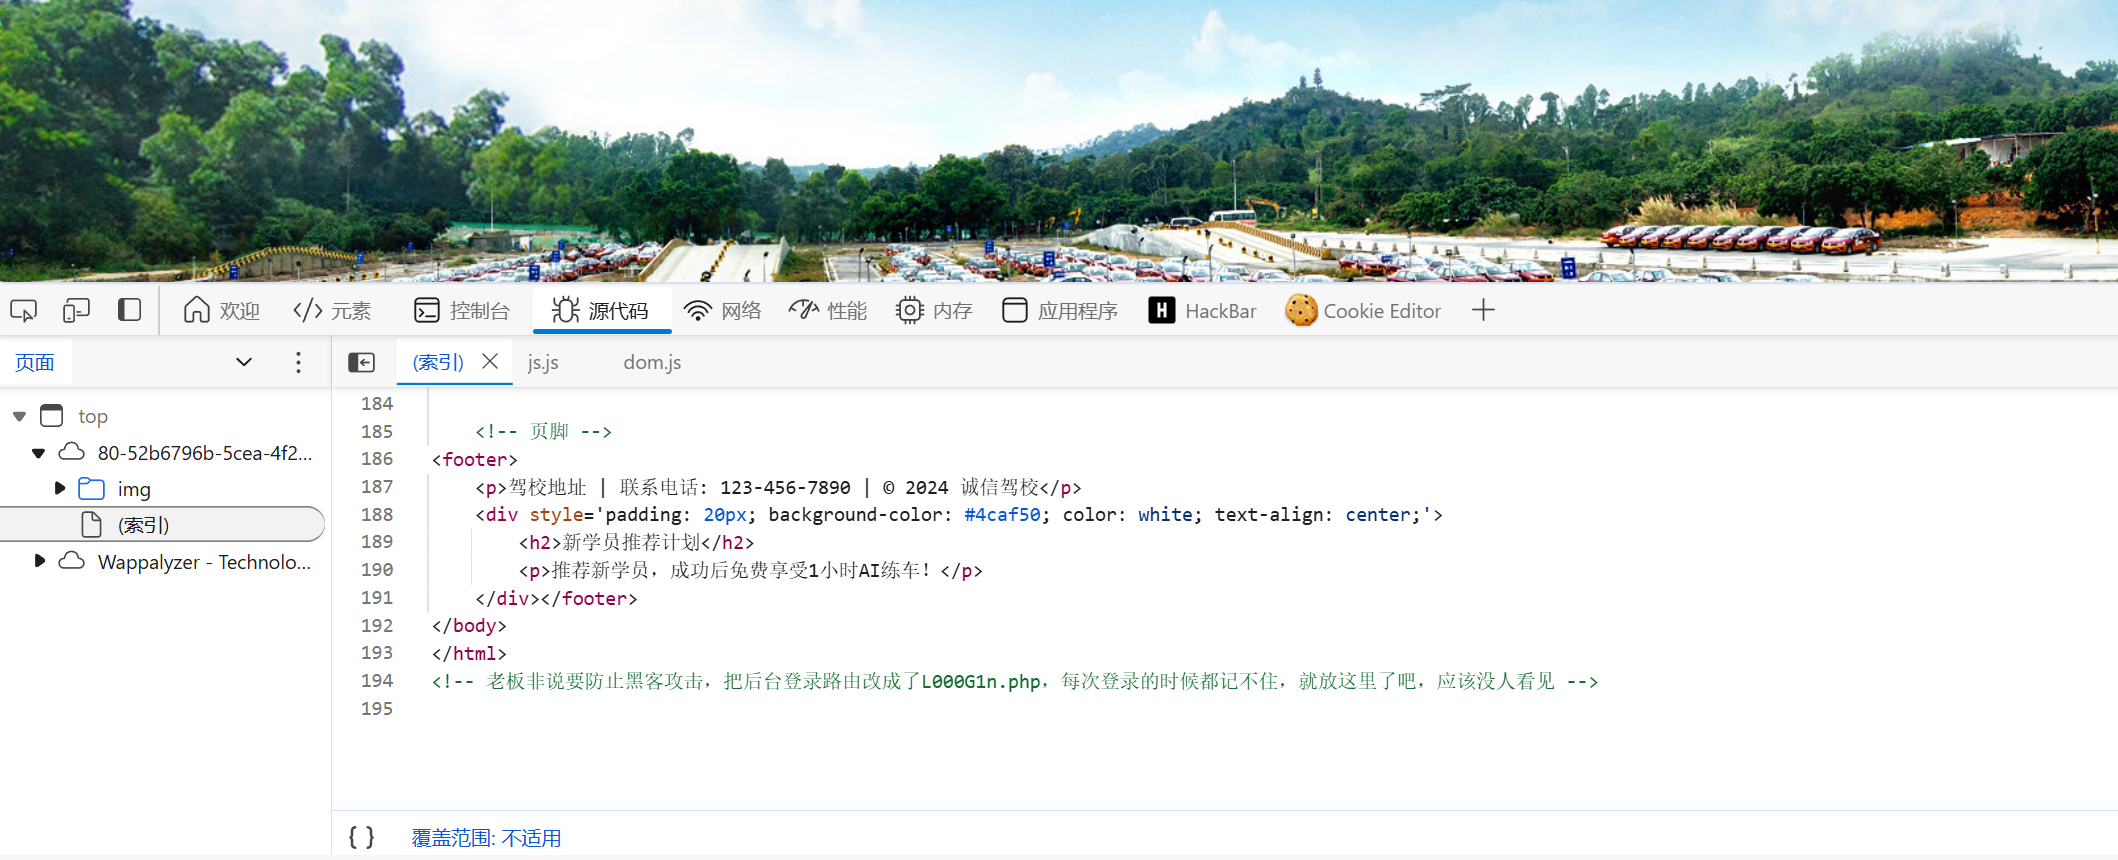 欢迎 </> 元素 控制台 源代码 网络 性能 内存 应用程序 H HackBar Cookie Editor
页面 (索引) js.js dom.js
top
80-52b6796b-5cea-4f2...
img
(索引)
Wappalyzer - Technolo...
184
185 <!-- 页脚 -->
186 <footer>
187 <p>驾校地址 | 联系电话: 123-456-7890 | © 2024 诚信驾校</p>
188 <div style='padding: 20px; background-color: #4caf50; color: white; text-align: center;'>
189 <h2>新学员推荐计划</h2>
190 <p>推荐新学员，成功后免费享受1小时AI练车！</p>
191 </div></footer>
192 </body>
193 </html>
194 <!-- 老板非说要防止黑客攻击，把后台登录路由改成了L000G1n.php，每次登录的时候都记不住，就放这里了吧，应该没人看见 -->
195
{ } 覆盖范围: 不适用